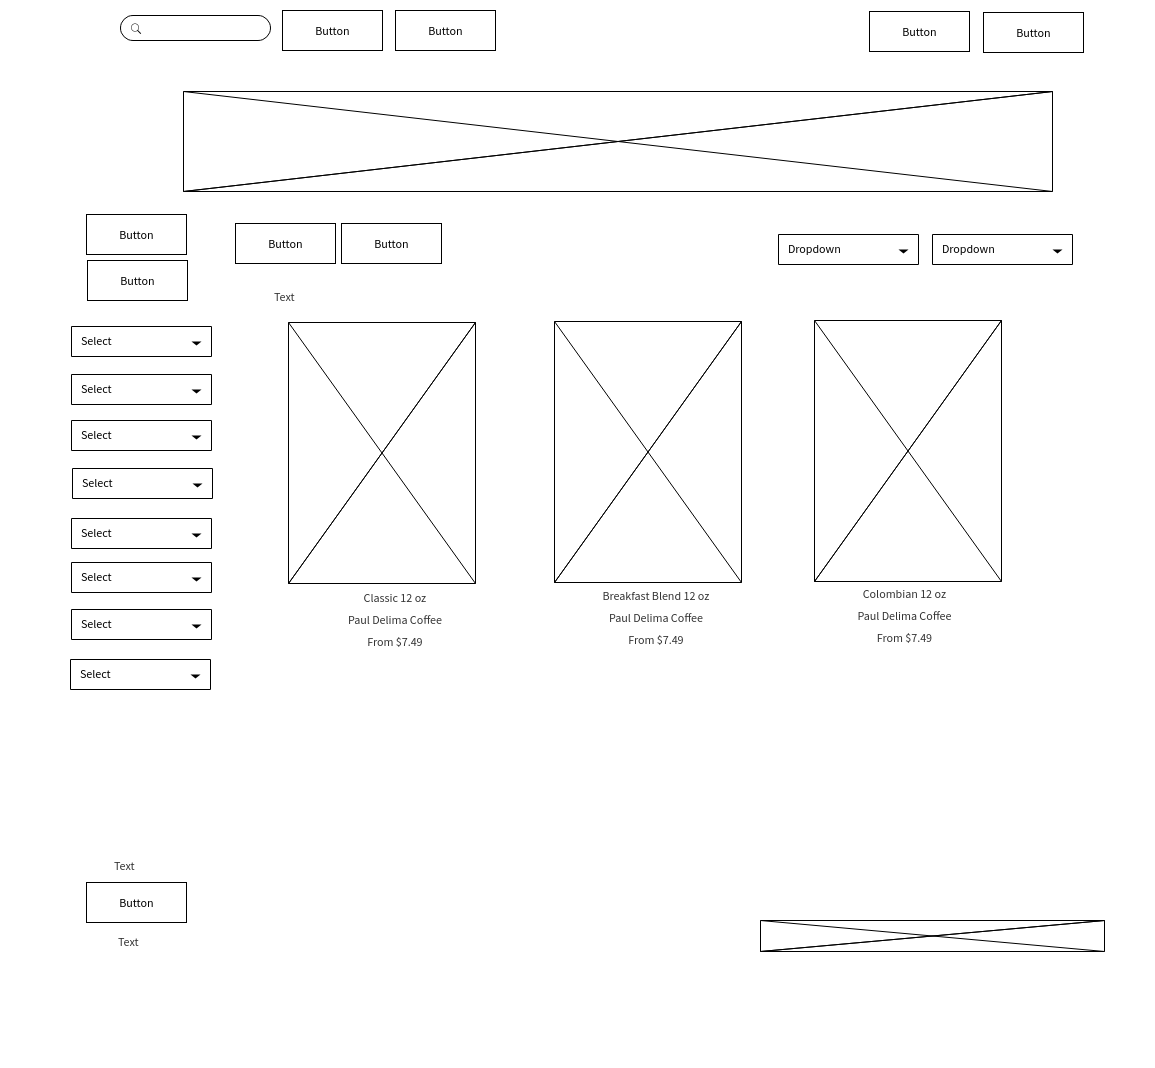 Button
Button
Button
Button
Button
Button
Button
Button
Dropdown
Dropdown
Text
Select
Select
Select
Select
Select
Select
Select
Select
Classic 12 oz
Paul Delima Coffee
From $7.49
Breakfast Blend 12 oz
Paul Delima Coffee
From $7.49
Colombian 12 oz
Paul Delima Coffee
From $7.49
Text
Button
Text